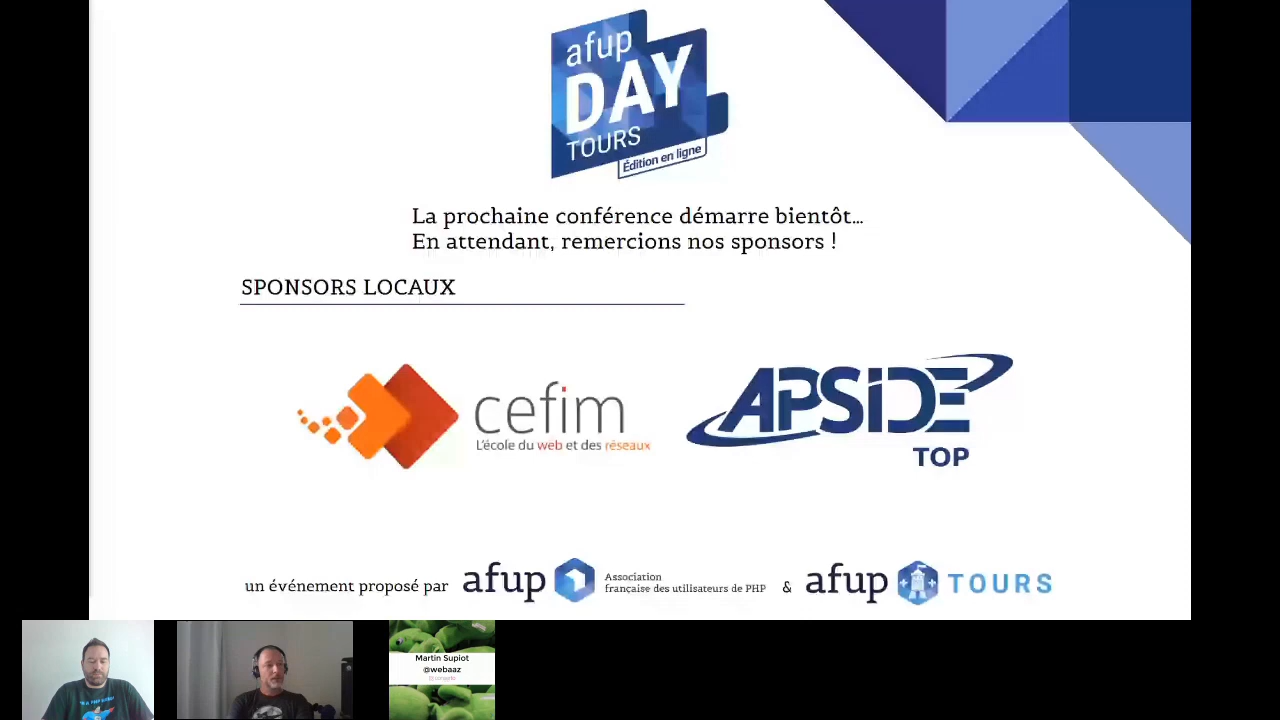 afup
DAY
TOURS
Édition en ligne
La prochaine conférence démarre bientôt...
En attendant, remercions nos sponsors !
SPONSORS LOCAUX
cefim
L'école du web et des réseaux
APSIDE
TOP
un événement proposé par
afup
Association
française des utilisateurs de PHP
&
afup
TOURS
Martin Supiot
@webaaz